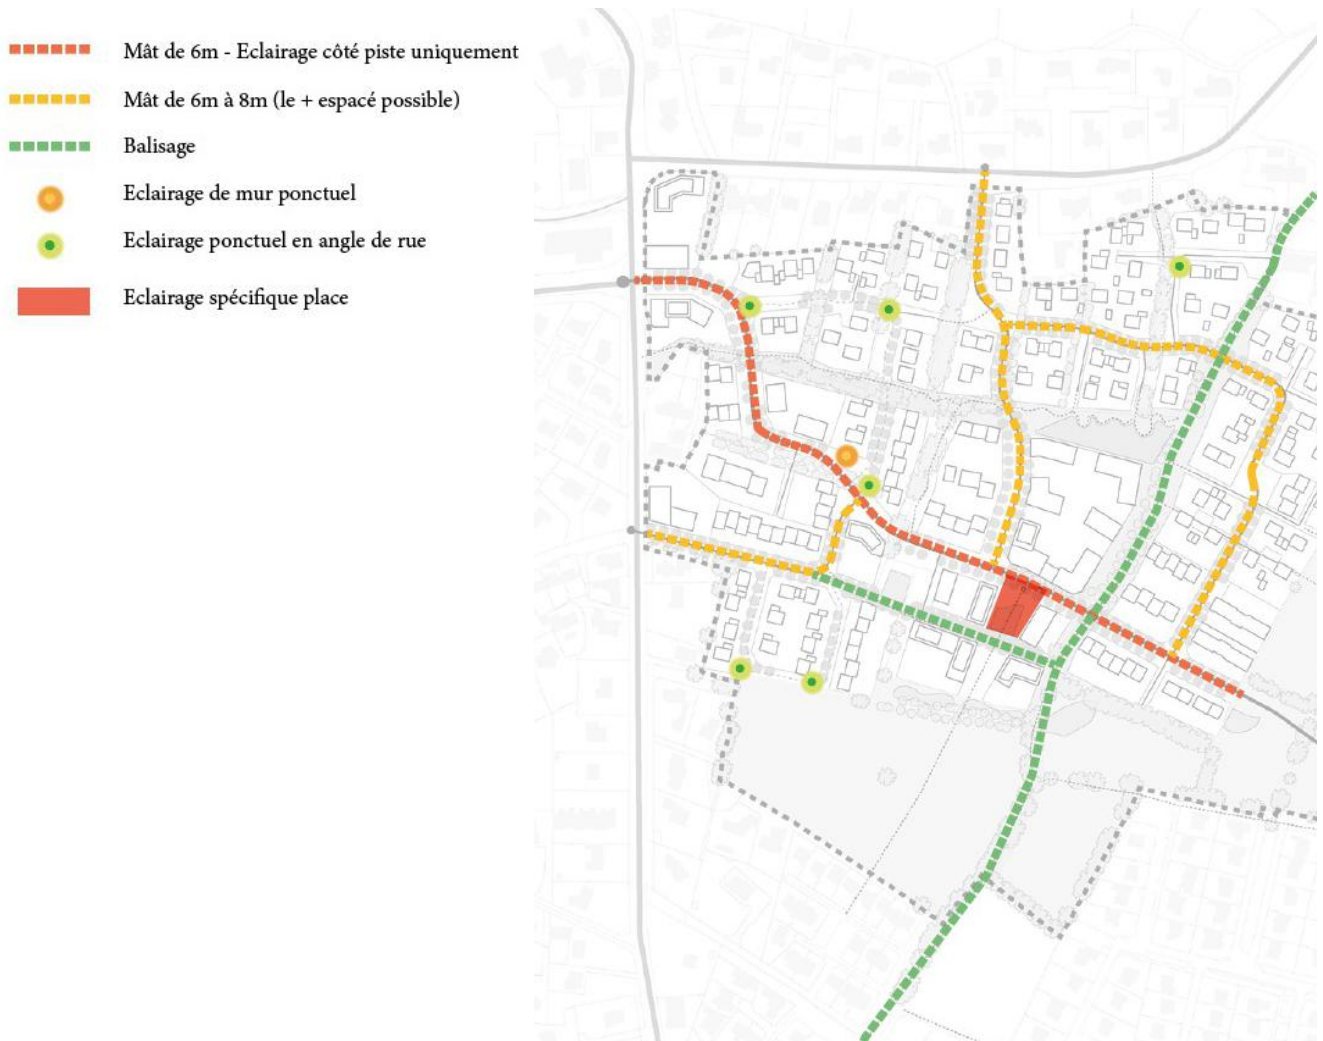 Mât de 6m - Eclairage côté piste uniquement
Mât de 6m à 8m (le + espacé possible)
Balisage
Eclairage de mur ponctuel
Eclairage ponctuel en angle de rue
Eclairage spécifique place